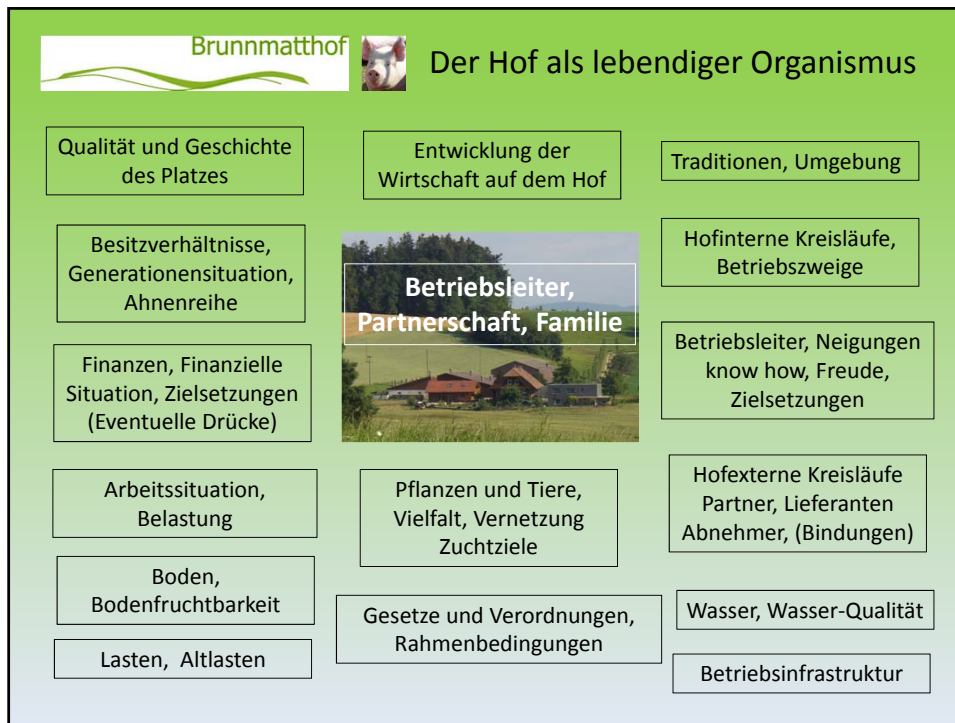 Brunnmatthof
Der Hof als lebendiger Organismus
Qualität und Geschichte
des Platzes
Entwicklung der
Wirtschaft auf dem Hof
Traditionen, Umgebung
Besitzverhältnisse,
Generationensituation,
Ahnenreihe
Betriebsleiter,
Partnerschaft, Familie
Hofinterne Kreisläufe,
Betriebszweige
Finanzen, Finanzielle
Situation, Zielsetzungen
(Eventuelle Drücke)
Betriebsleiter, Neigungen
know how, Freude,
Zielsetzungen
Arbeitssituation,
Belastung
Pflanzen und Tiere,
Vielfalt, Vernetzung
Zuchtziele
Hofexterne Kreisläufe
Partner, Lieferanten
Abnehmer, (Bindungen)
Boden,
Bodenfruchtbarkeit
Gesetze und Verordnungen,
Rahmenbedingungen
Wasser, Wasser-Qualität
Lasten, Altlasten
Betriebsinfrastruktur